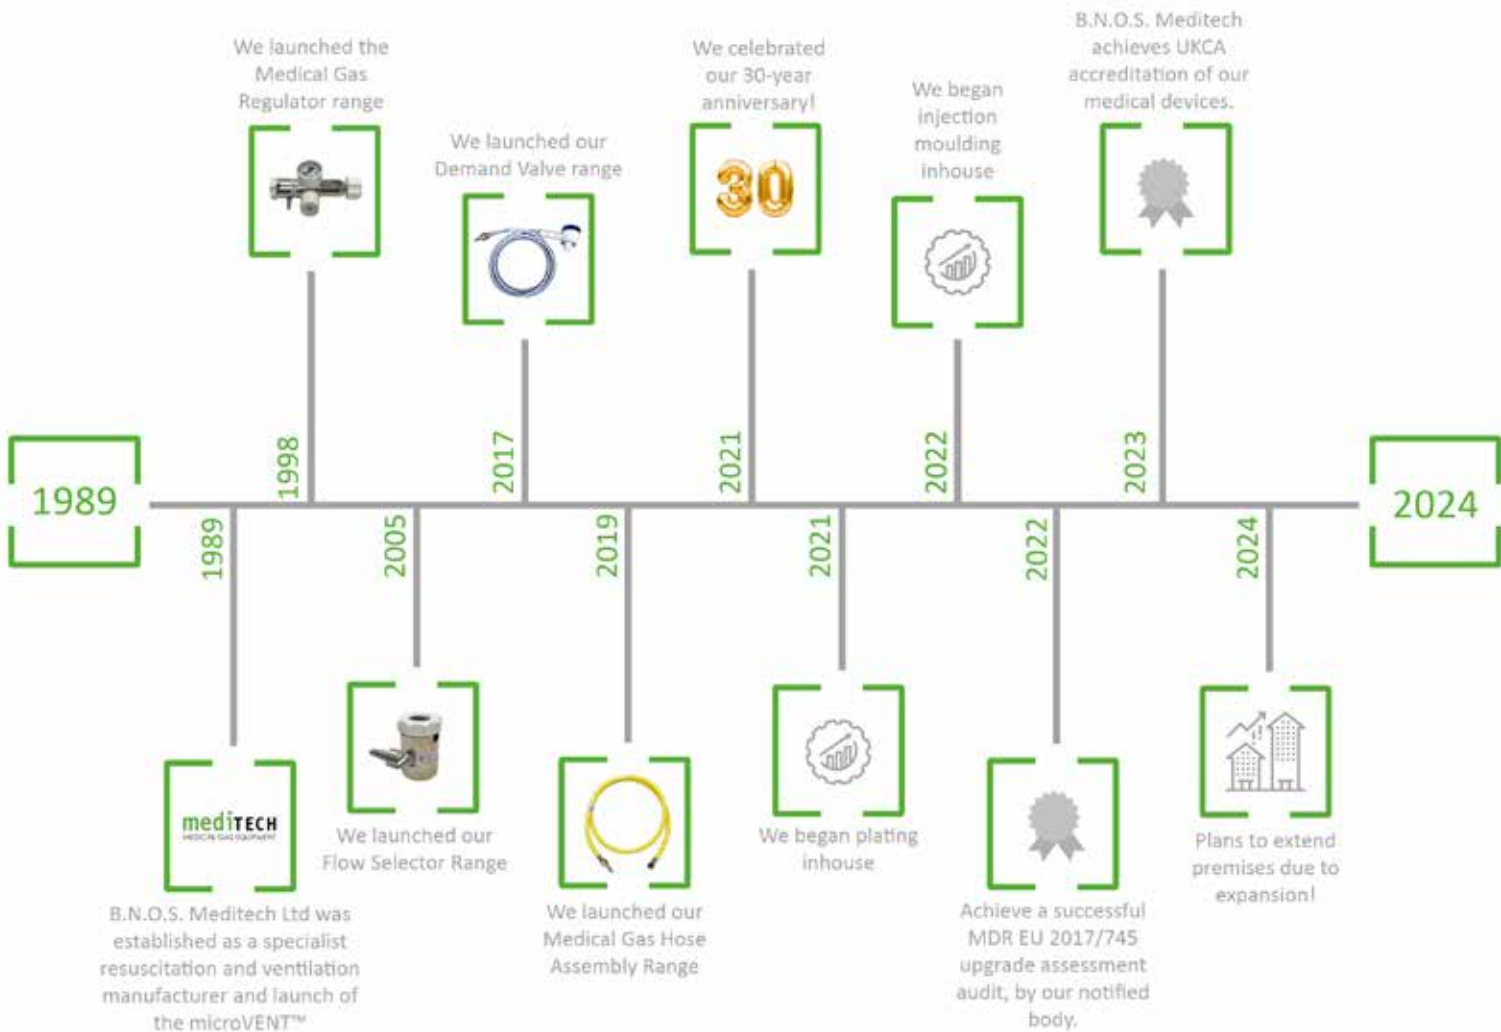 We launched the
Medical Gas
Regulator range
We launched our
Demand Valve range
We celebrated
our 30-year
anniversary!
30
We began
injection
moulding
inhouse
B.N.O.S. Meditech
achieves UKCA
accreditation of our
medical devices.
1989
1998
2017
2021
2022
2023
2024
1989
2005
2019
2021
2022
2024
mediTECH
MEDICAL GAS EQUIPMENT
B.N.O.S. Meditech Ltd was
established as a specialist
resuscitation and ventilation
manufacturer and launch of
the microVENT™
We launched our
Flow Selector Range
We launched our
Medical Gas Hose
Assembly Range
We began plating
inhouse
Achieve a successful
MDR EU 2017/745
upgrade assessment
audit, by our notified
body.
Plans to extend
premises due to
expansion!